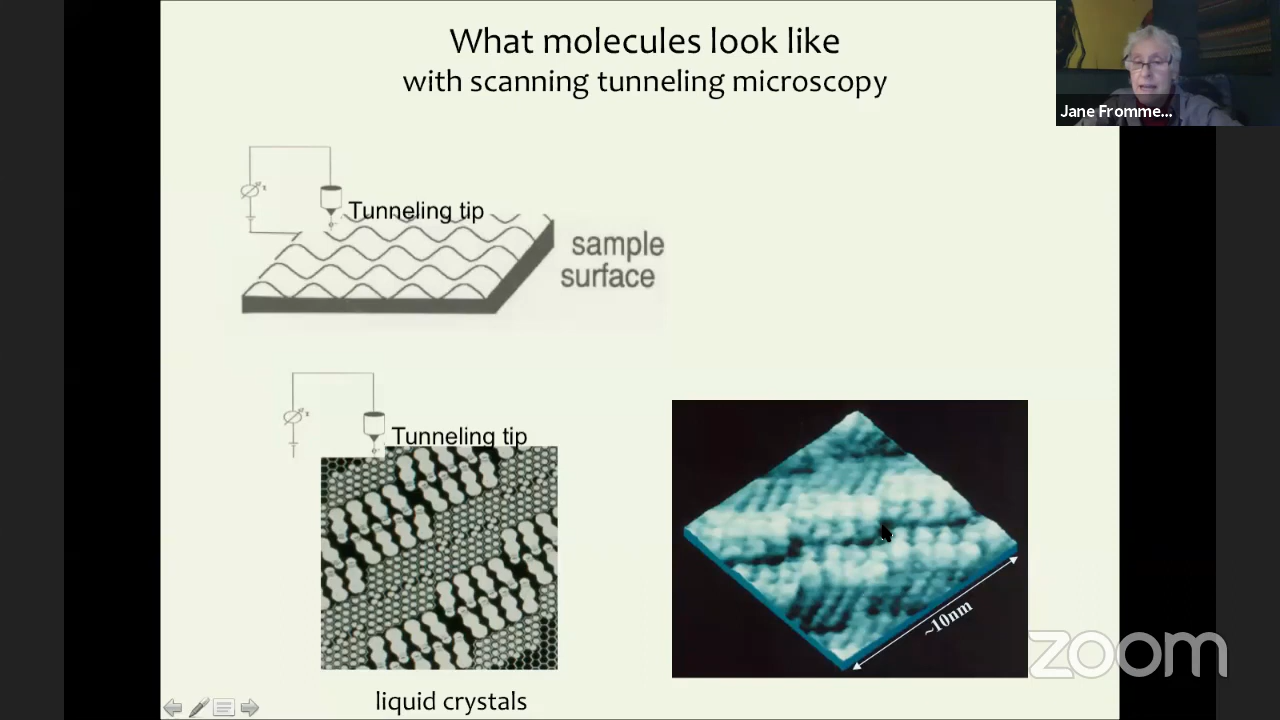 What molecules look like
with scanning tunneling microscopy
Jane Fromme...
Tunneling tip
sample
surface
Tunneling tip
~10nm
liquid crystals
zoom